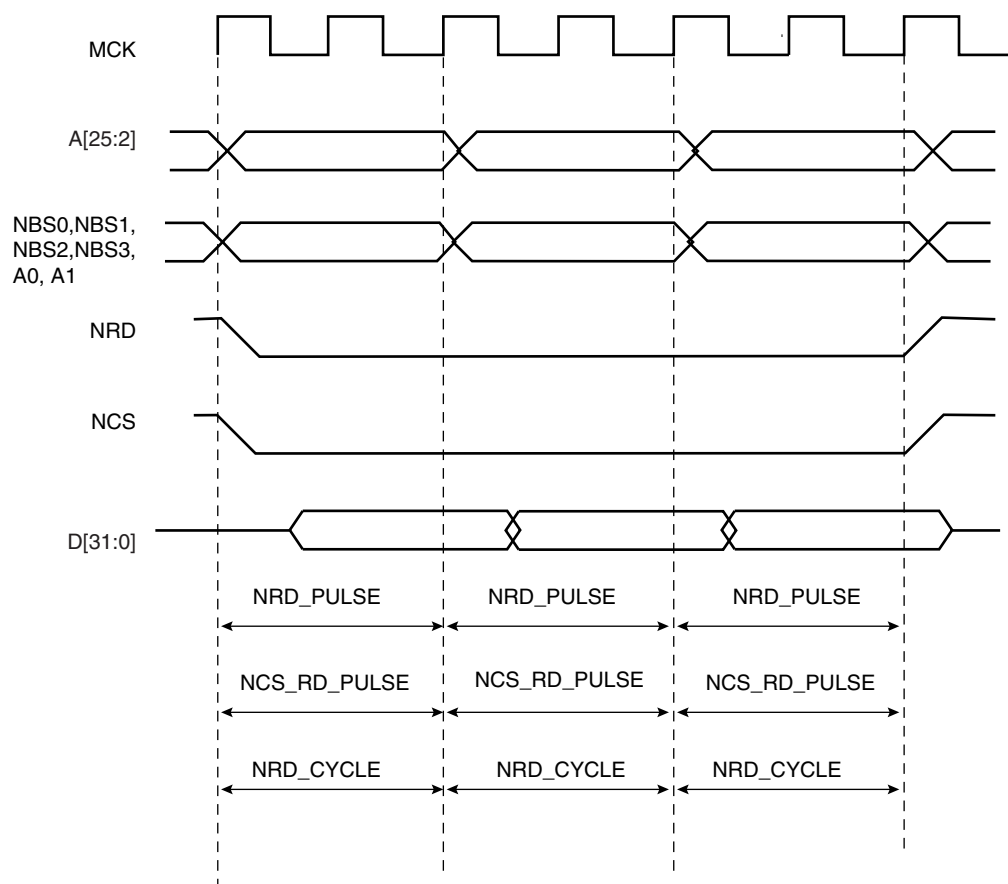 MCK
A[25:2]
NBS0,NBS1,
NBS2,NBS3,
A0, A1
NRD
NCS
D[31:0]
NRD_PULSE NRD_PULSE NRD_PULSE
NCS_RD_PULSE NCS_RD_PULSE NCS_RD_PULSE
NRD_CYCLE NRD_CYCLE NRD_CYCLE